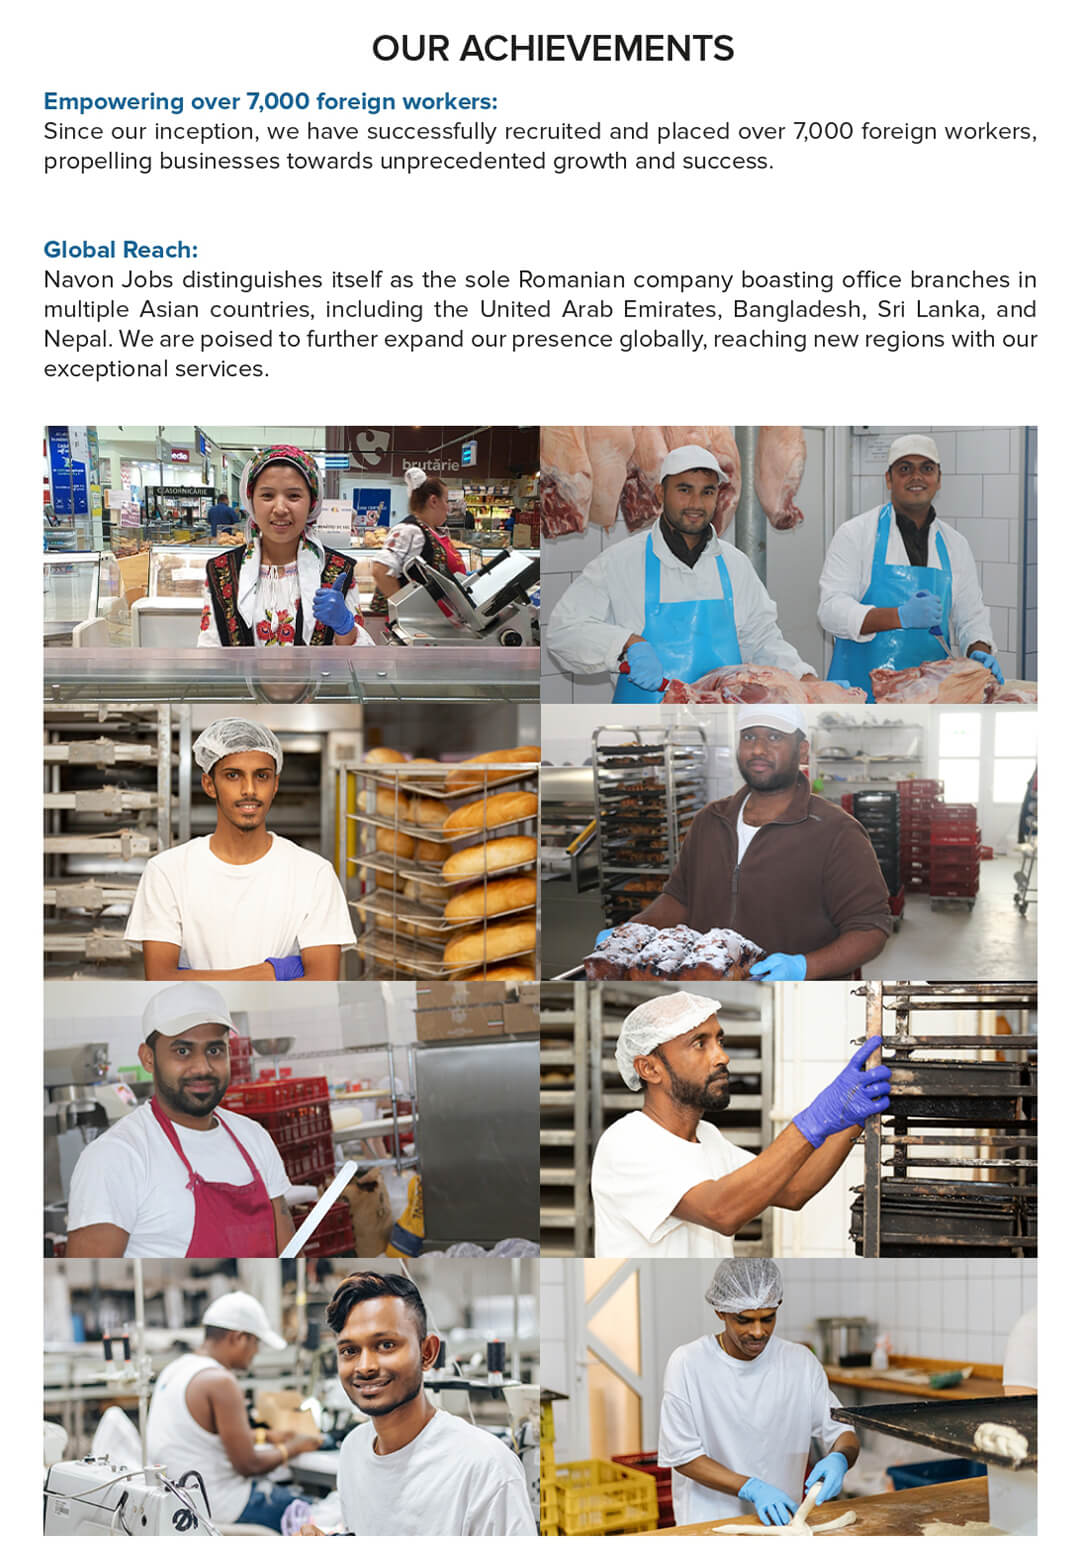 OUR ACHIEVEMENTS
Empowering over 7,000 foreign workers:
Since our inception, we have successfully recruited and placed over 7,000 foreign workers,
propelling businesses towards unprecedented growth and success.
Global Reach:
Navon Jobs distinguishes itself as the sole Romanian company boasting office branches in
multiple Asian countries, including the United Arab Emirates, Bangladesh, Sri Lanka, and
Nepal. We are poised to further expand our presence globally, reaching new regions with our
exceptional services.
brutărie
CEASORNICĂRIE